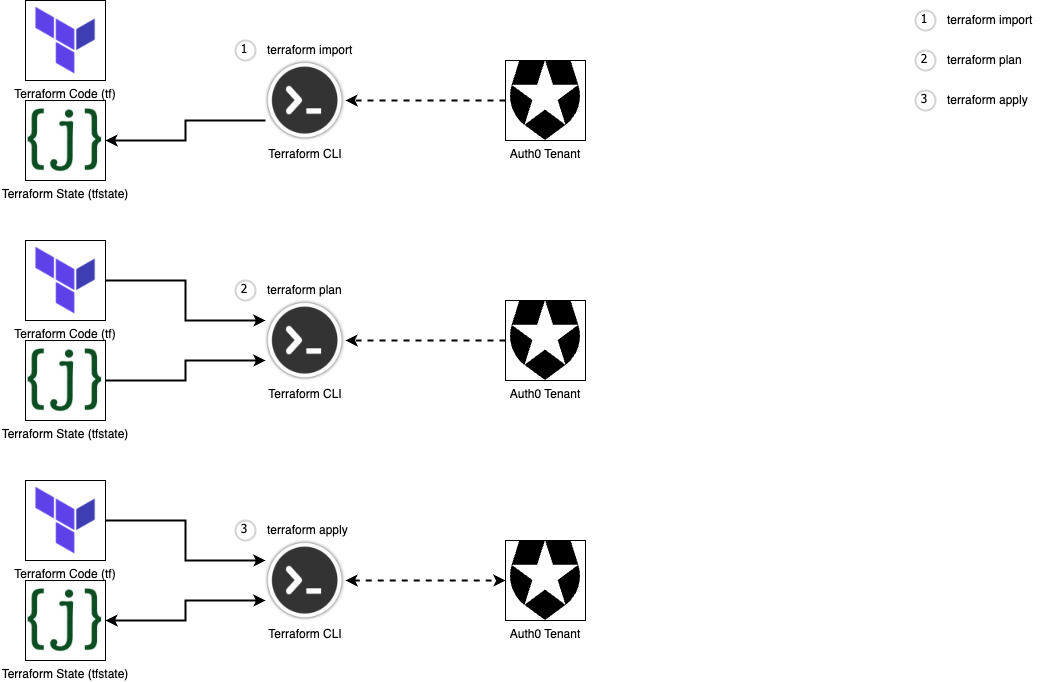 1 terraform import
Terraform Code (tf)
{j}
Terraform CLI
Auth0 Tenant
Terraform State (tfstate)
2 terraform plan
Terraform Code (tf)
{j}
Terraform CLI
Auth0 Tenant
Terraform State (tfstate)
3 terraform apply
Terraform Code (tf)
{j}
Terraform CLI
Auth0 Tenant
Terraform State (tfstate)
1 terraform import
2 terraform plan
3 terraform apply